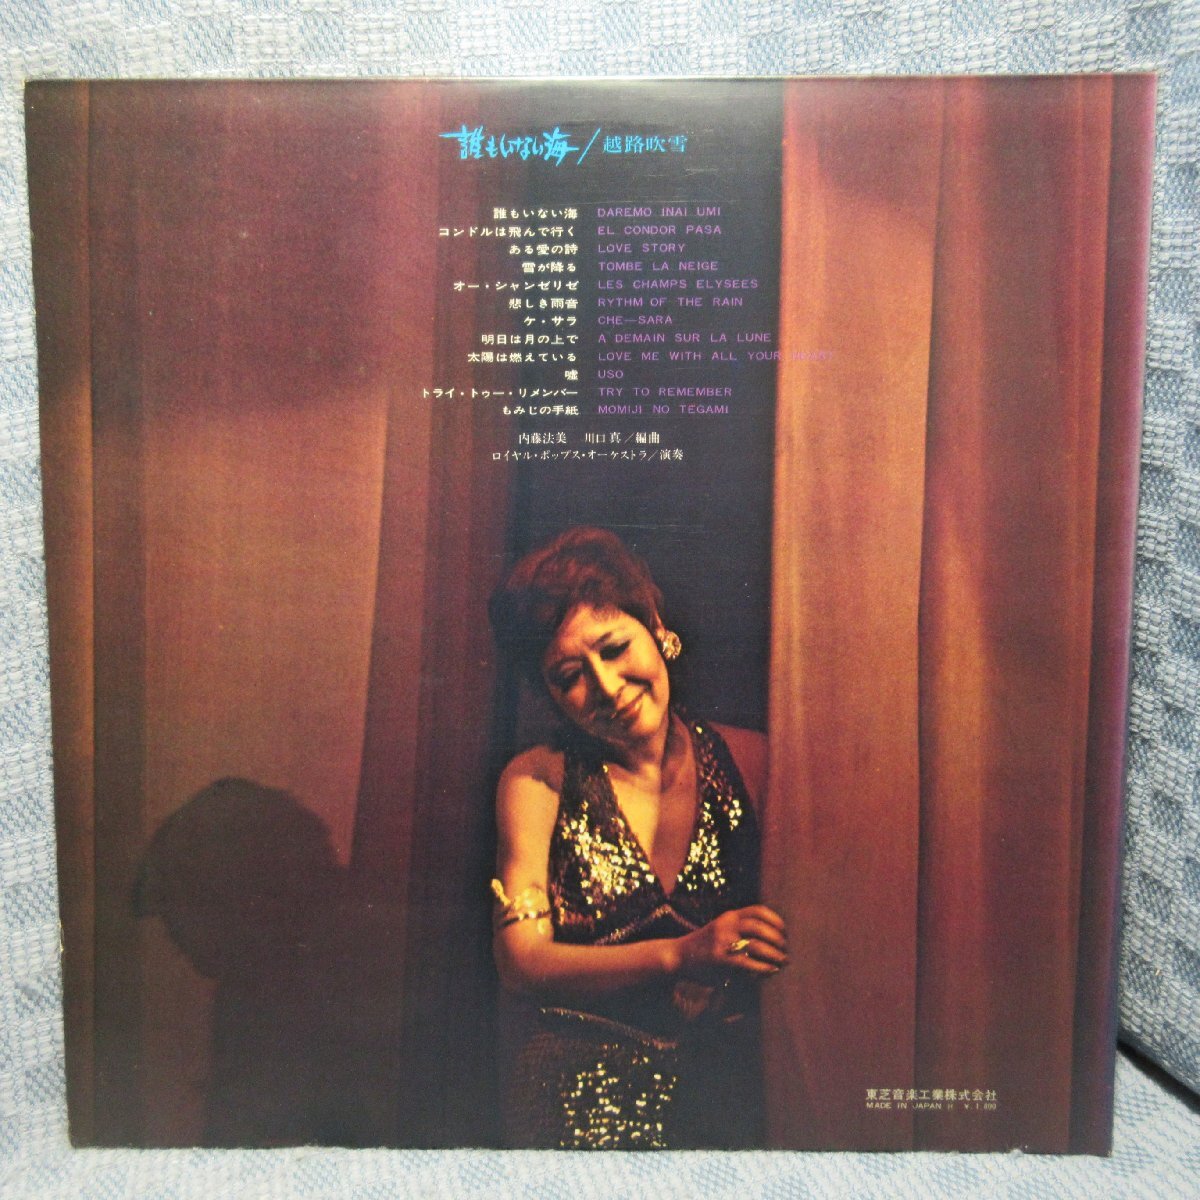 誰もいない海/越路吹雪
誰もいない海 DAREMO INAI UMI
コンドルは飛んで行く EL CONDOR PASA
ある愛の詩 LOVE STORY
雪が降る TOMBE LA NEIGE
オー・シャンゼリゼ LES CHAMPS ELYSEES
悲しき雨音 RYTHM OF THE RAIN
ケ・サラ CHE—SARA
明日は月の上で A DEMAIN SUR LA LUNE
太陽は燃えている LOVE ME WITH ALL YOUR HEART
嘘 USO
トライ・トゥー・リメンバー TRY TO REMEMBER
もみじの手紙 MOMIJI NO TEGAMI
内藤法美 川口真/編曲
ロイヤル・ポップス・オーケストラ/演奏
東芝音楽工業株式会社
MADE IN JAPAN